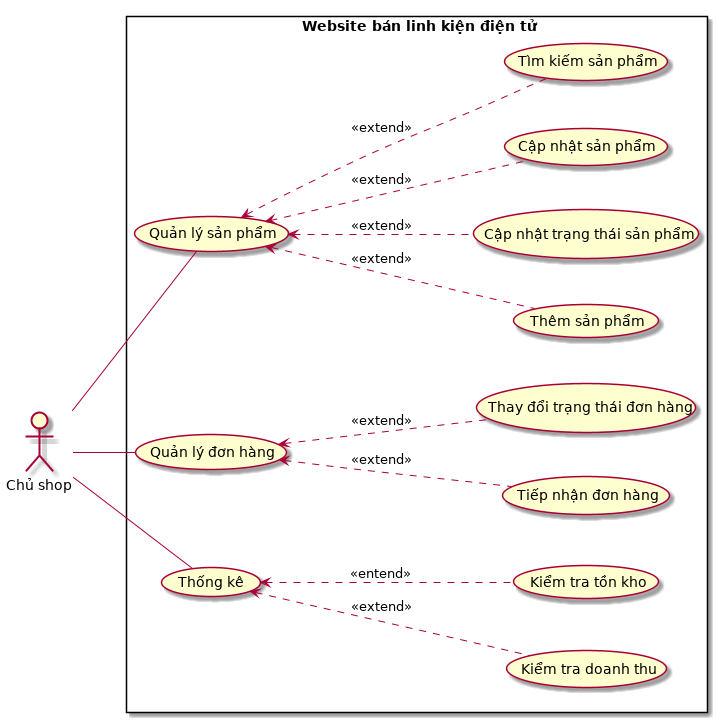 Website bán linh kiện điện tử
Tìm kiếm sản phẩm
«extend»
Cập nhật sản phẩm
«extend»
Quản lý sản phẩm
«extend»
Cập nhật trạng thái sản phẩm
«extend»
Thêm sản phẩm
Thay đổi trạng thái đơn hàng
«extend»
Quản lý đơn hàng
«extend»
Chủ shop
Tiếp nhận đơn hàng
«entend»
Thống kê
Kiểm tra tồn kho
«extend»
Kiểm tra doanh thu